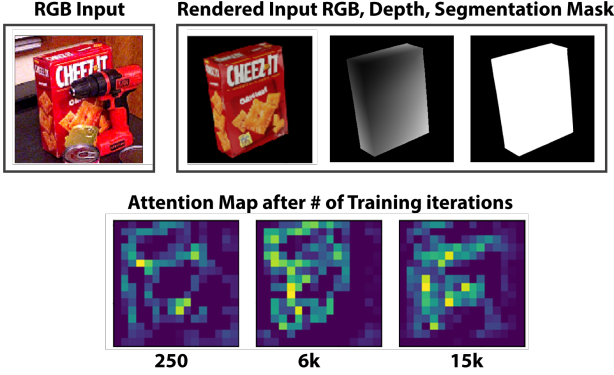 RGB Input
Rendered Input RGB, Depth, Segmentation Mask
CHEEZ-IT
CHEEZ-IT
Original
Attention Map after # of Training iterations
250
6k
15k